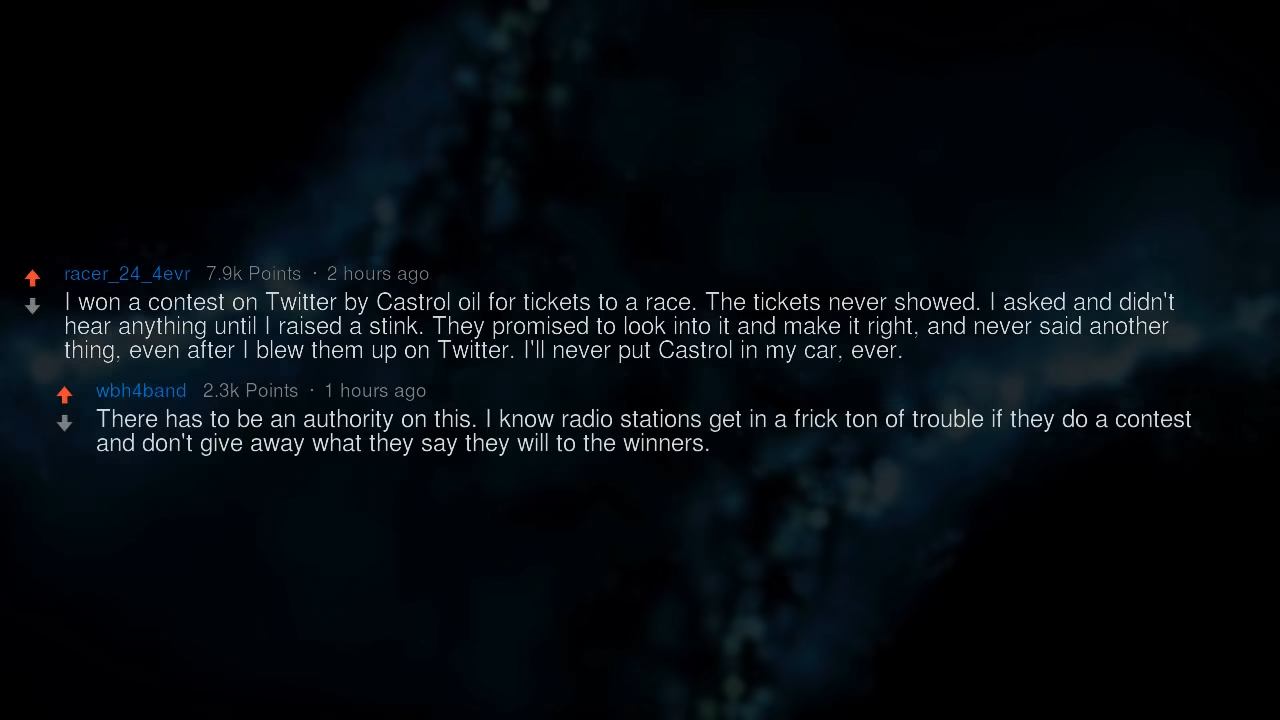 racer_24_4evr 7.9k Points · 2 hours ago
I won a contest on Twitter by Castrol oil for tickets to a race. The tickets never showed. I asked and didn't
hear anything until I raised a stink. They promised to look into it and make it right, and never said another
thing, even after I blew them up on Twitter. I'll never put Castrol in my car, ever.
wbh4band 2.3k Points · 1 hours ago
There has to be an authority on this. I know radio stations get in a frick ton of trouble if they do a contest
and don't give away what they say they will to the winners.